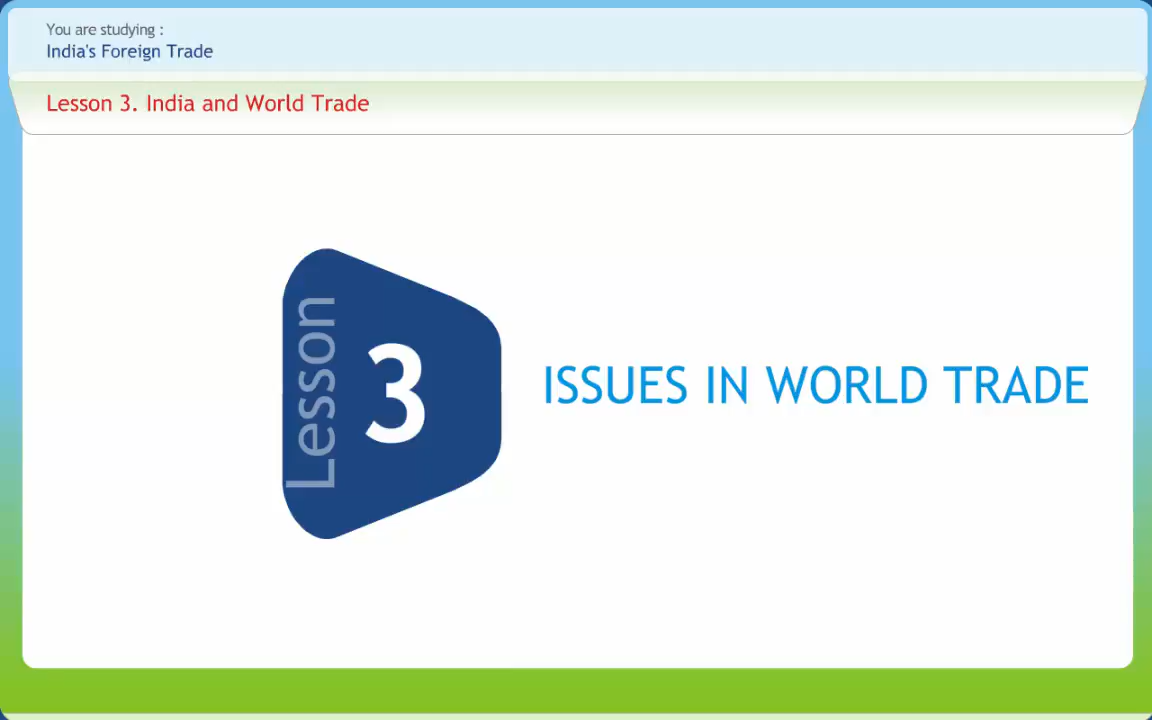 You are studying :
India's Foreign Trade
Lesson 3. India and World Trade
Lesson
3
ISSUES IN WORLD TRADE